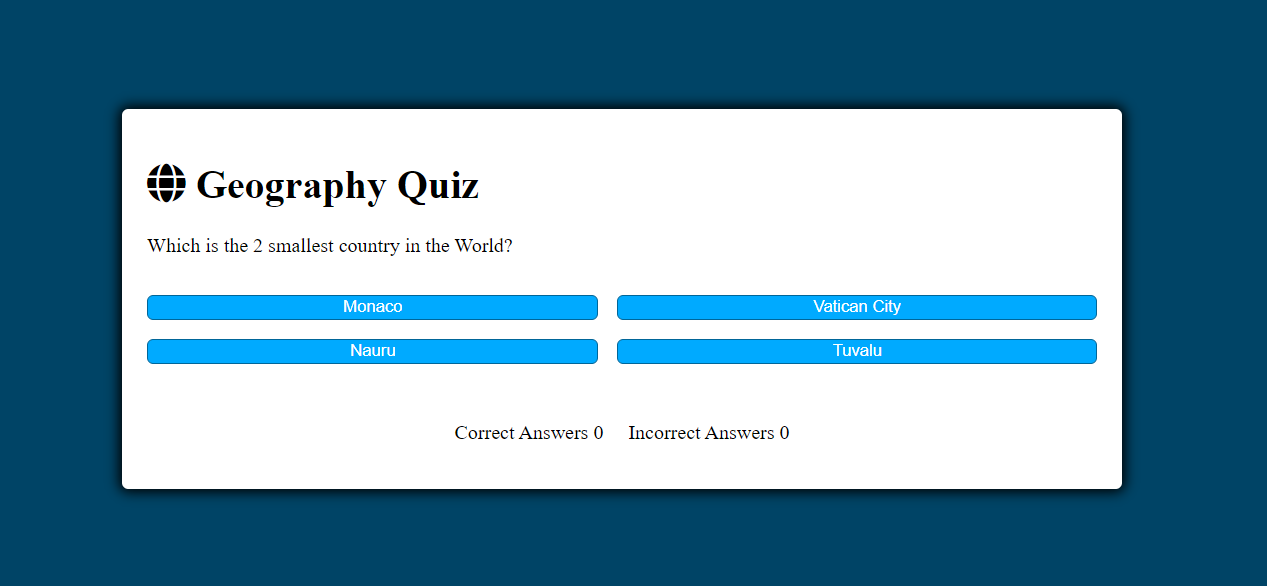 Geography Quiz
Which is the 2 smallest country in the World?
Monaco Vatican City
Nauru Tuvalu
Correct Answers 0 Incorrect Answers 0